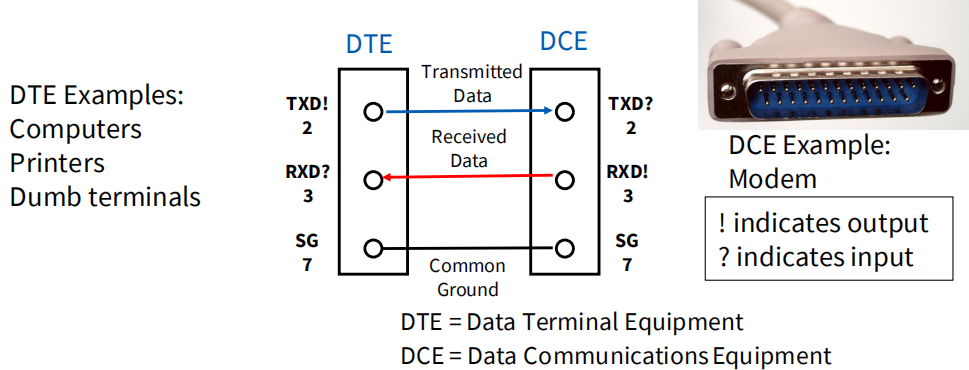 DTE
DCE
DTE Examples:
Computers
Printers
Dumb terminals
TXD!
2
RXD?
3
SG
7
Transmitted
Data
Received
Data
Common
Ground
TXD?
2
RXD!
3
SG
7
DCE Example:
Modem
! indicates output
? indicates input
DTE = Data Terminal Equipment
DCE = Data Communications Equipment